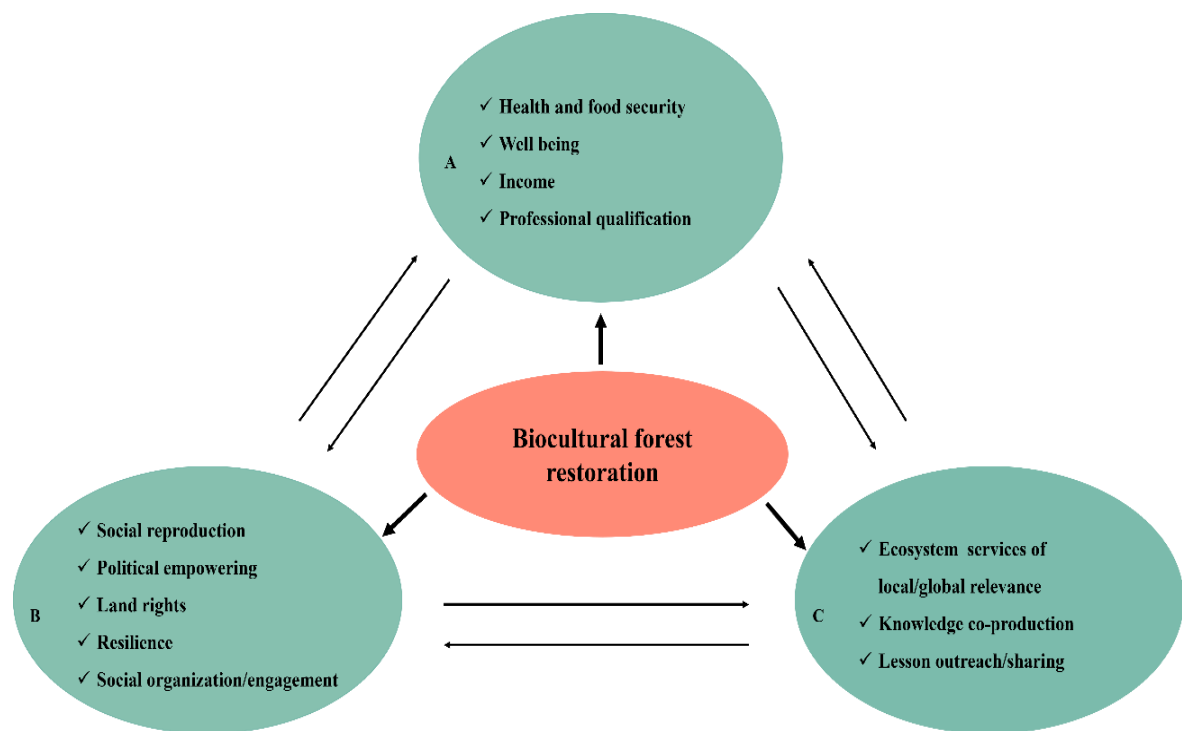 ✓ Health and food security
✓ Well being
A
✓ Income
✓ Professional qualification
Biocultural forest
restoration
✓ Social reproduction
✓ Political empowering
✓ Land rights
B
✓ Resilience
✓ Social organization/engagement
✓ Ecosystem services of
local/global relevance
C
✓ Knowledge co-production
✓ Lesson outreach/sharing